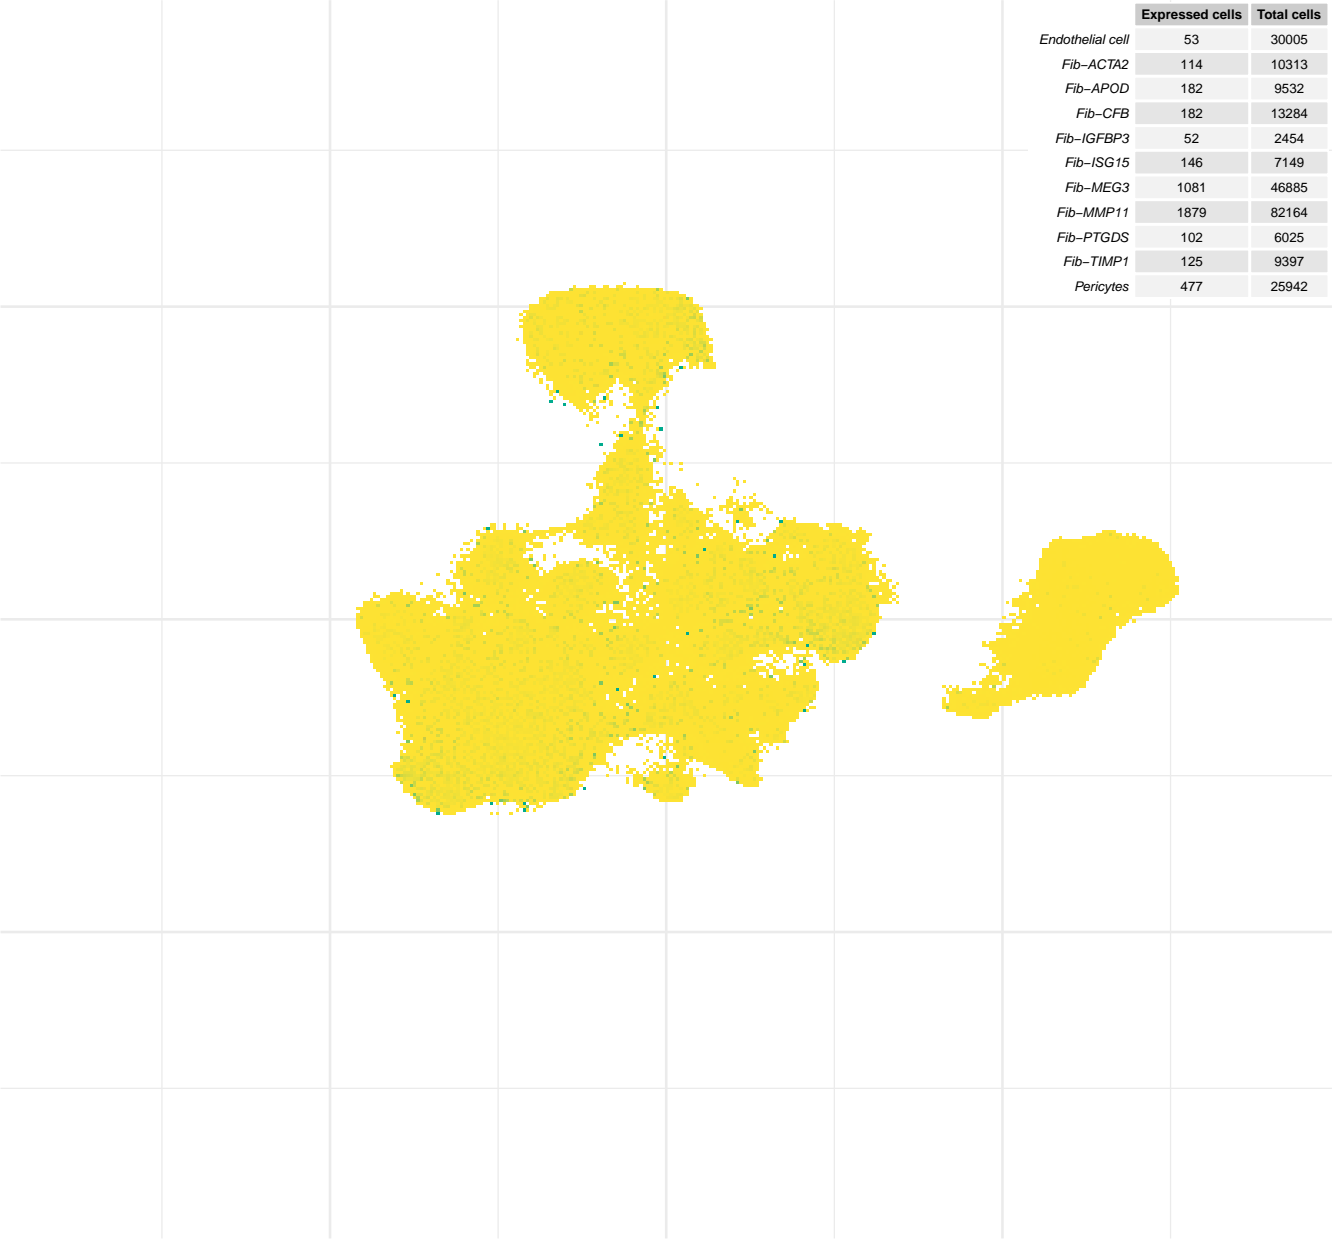 Expressed cells Total cells
Endothelial cell 53 30005
Fib−ACTA2 114 10313
Fib−APOD 182 9532
Fib−CFB 182 13284
Fib−IGFBP3 52 2454
Fib−ISG15 146 7149
Fib−MEG3 1081 46885
Fib−MMP11 1879 82164
Fib−PTGDS 102 6025
Fib−TIMP1 125 9397
Pericytes 477 25942